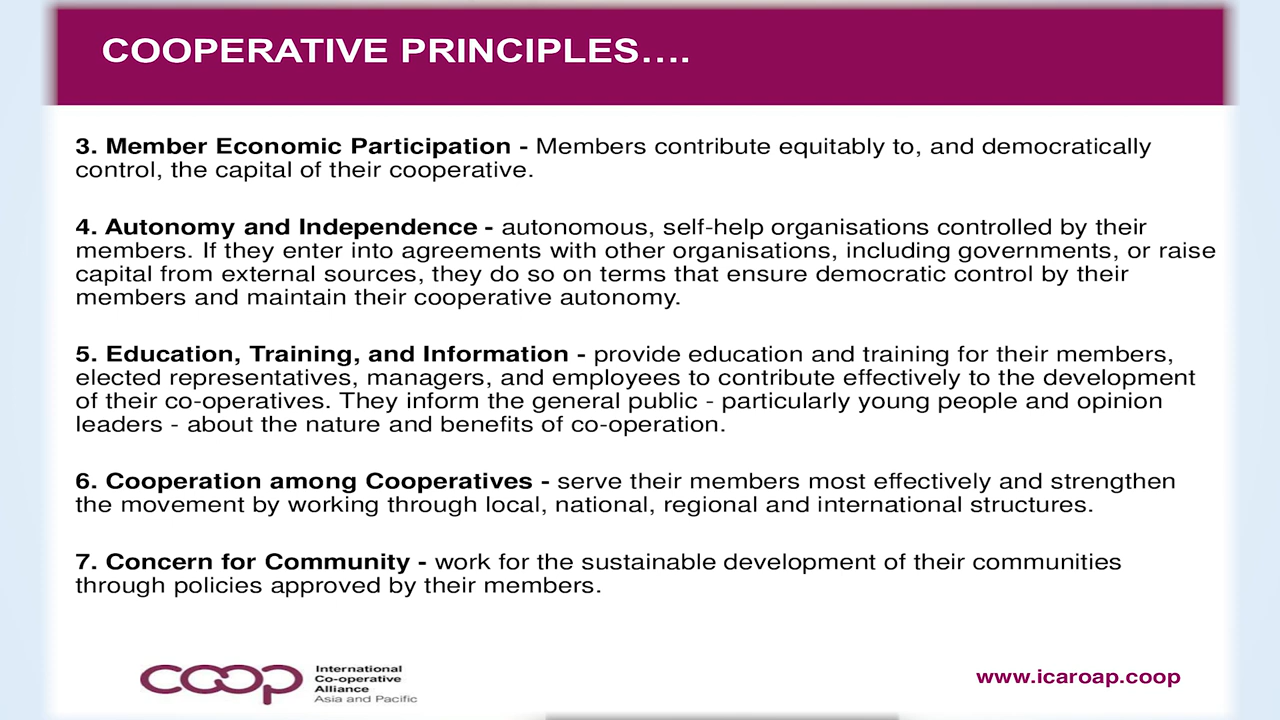 COOPERATIVE PRINCIPLES....
3. Member Economic Participation - Members contribute equitably to, and democratically
control, the capital of their cooperative.
4. Autonomy and Independence - autonomous, self-help organisations controlled by their
members. If they enter into agreements with other organisations, including governments, or raise
capital from external sources, they do so on terms that ensure democratic control by their
members and maintain their cooperative autonomy.
5. Education, Training, and Information - provide education and training for their members,
elected representatives, managers, and employees to contribute effectively to the development
of their co-operatives. They inform the general public - particularly young people and opinion
leaders - about the nature and benefits of co-operation.
6. Cooperation among Cooperatives - serve their members most effectively and strengthen
the movement by working through local, national, regional and international structures.
7. Concern for Community - work for the sustainable development of their communities
through policies approved by their members.
coop
International
Co-operative
Alliance
Asia and Pacific
www.icaroap.coop